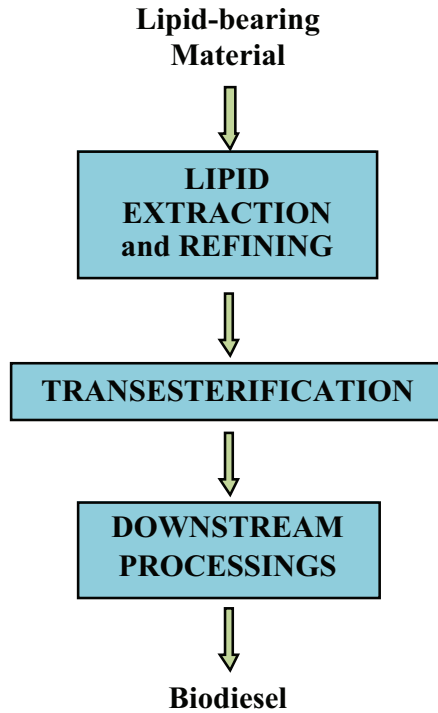 Lipid-bearing
Material
LIPID
EXTRACTION
and REFINING
TRANSESTERIFICATION
DOWNSTREAM
PROCESSINGS
Biodiesel